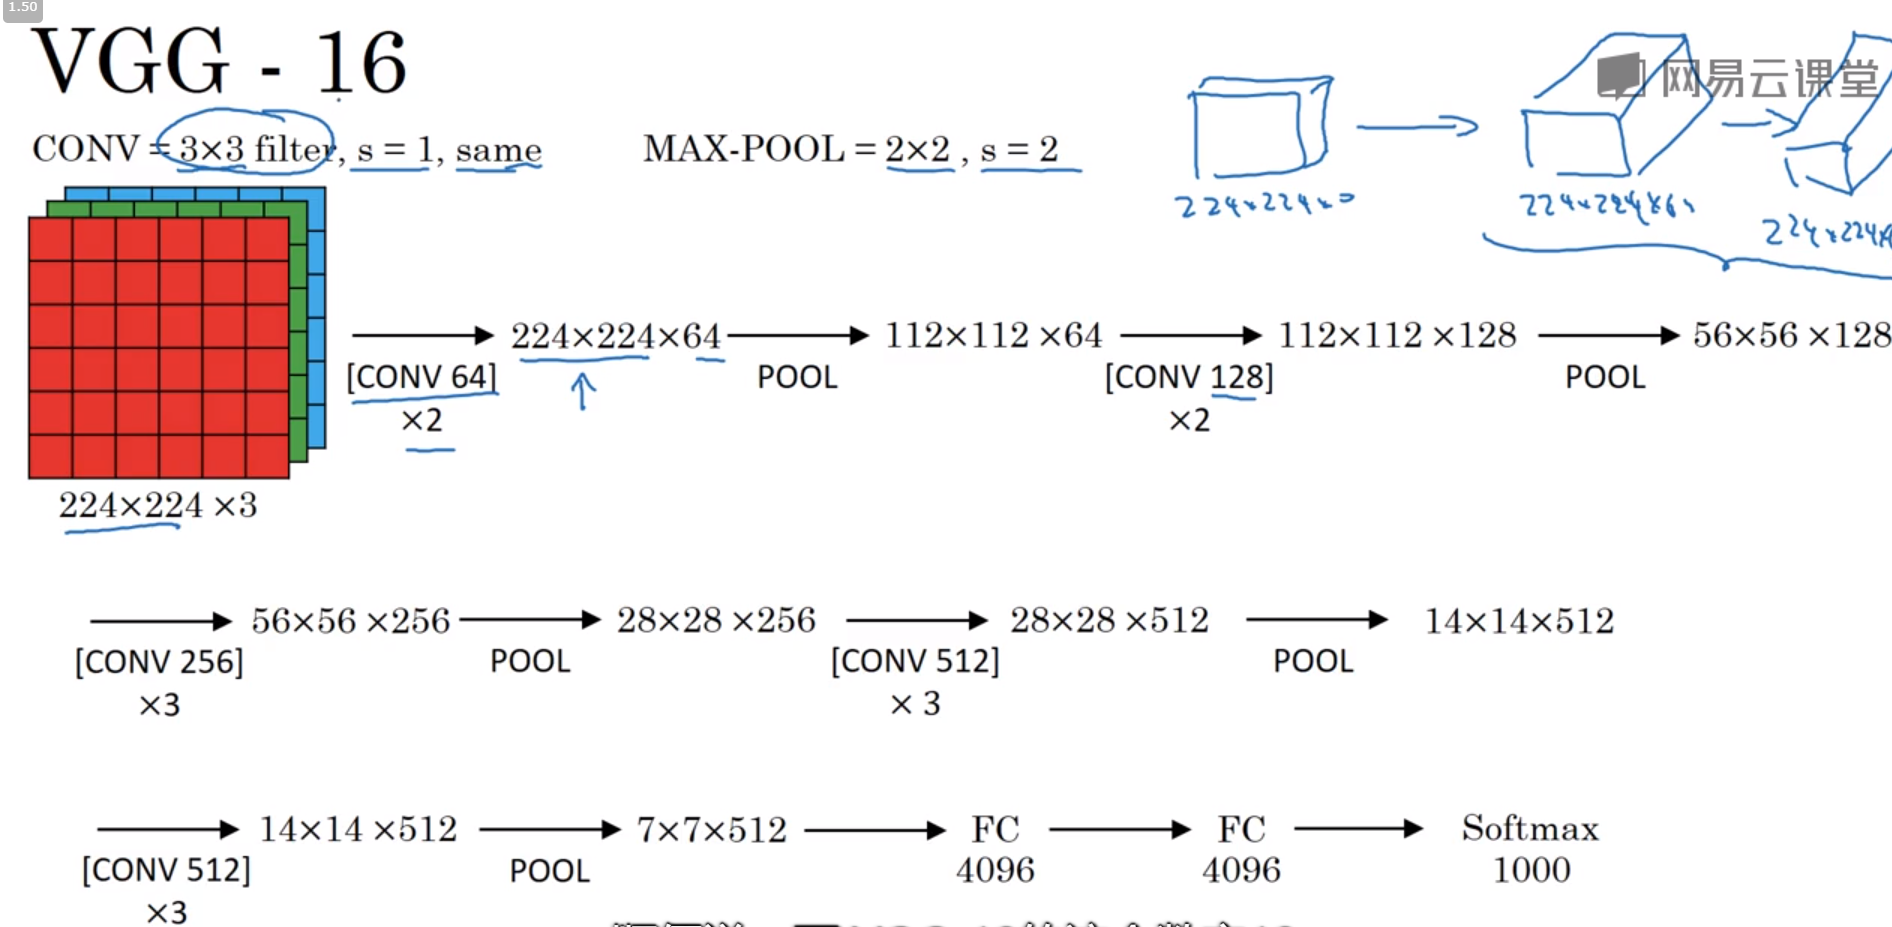 1.50
VGG - 16
网易云课堂
CONV = 3×3 filter, s = 1, same
MAX-POOL = 2×2 , s = 2
224×224×3
224×224×64
224×224×
224×224×64
112×112 ×64
112×112 ×128
56×56 ×128
[CONV 64]
POOL
[CONV 128]
POOL
×2
×2
224×224 ×3
56×56 ×256
28×28 ×256
28×28 ×512
14×14×512
[CONV 256]
POOL
[CONV 512]
POOL
×3
× 3
14×14 ×512
7×7×512
FC
FC
Softmax
[CONV 512]
POOL
4096
4096
1000
×3